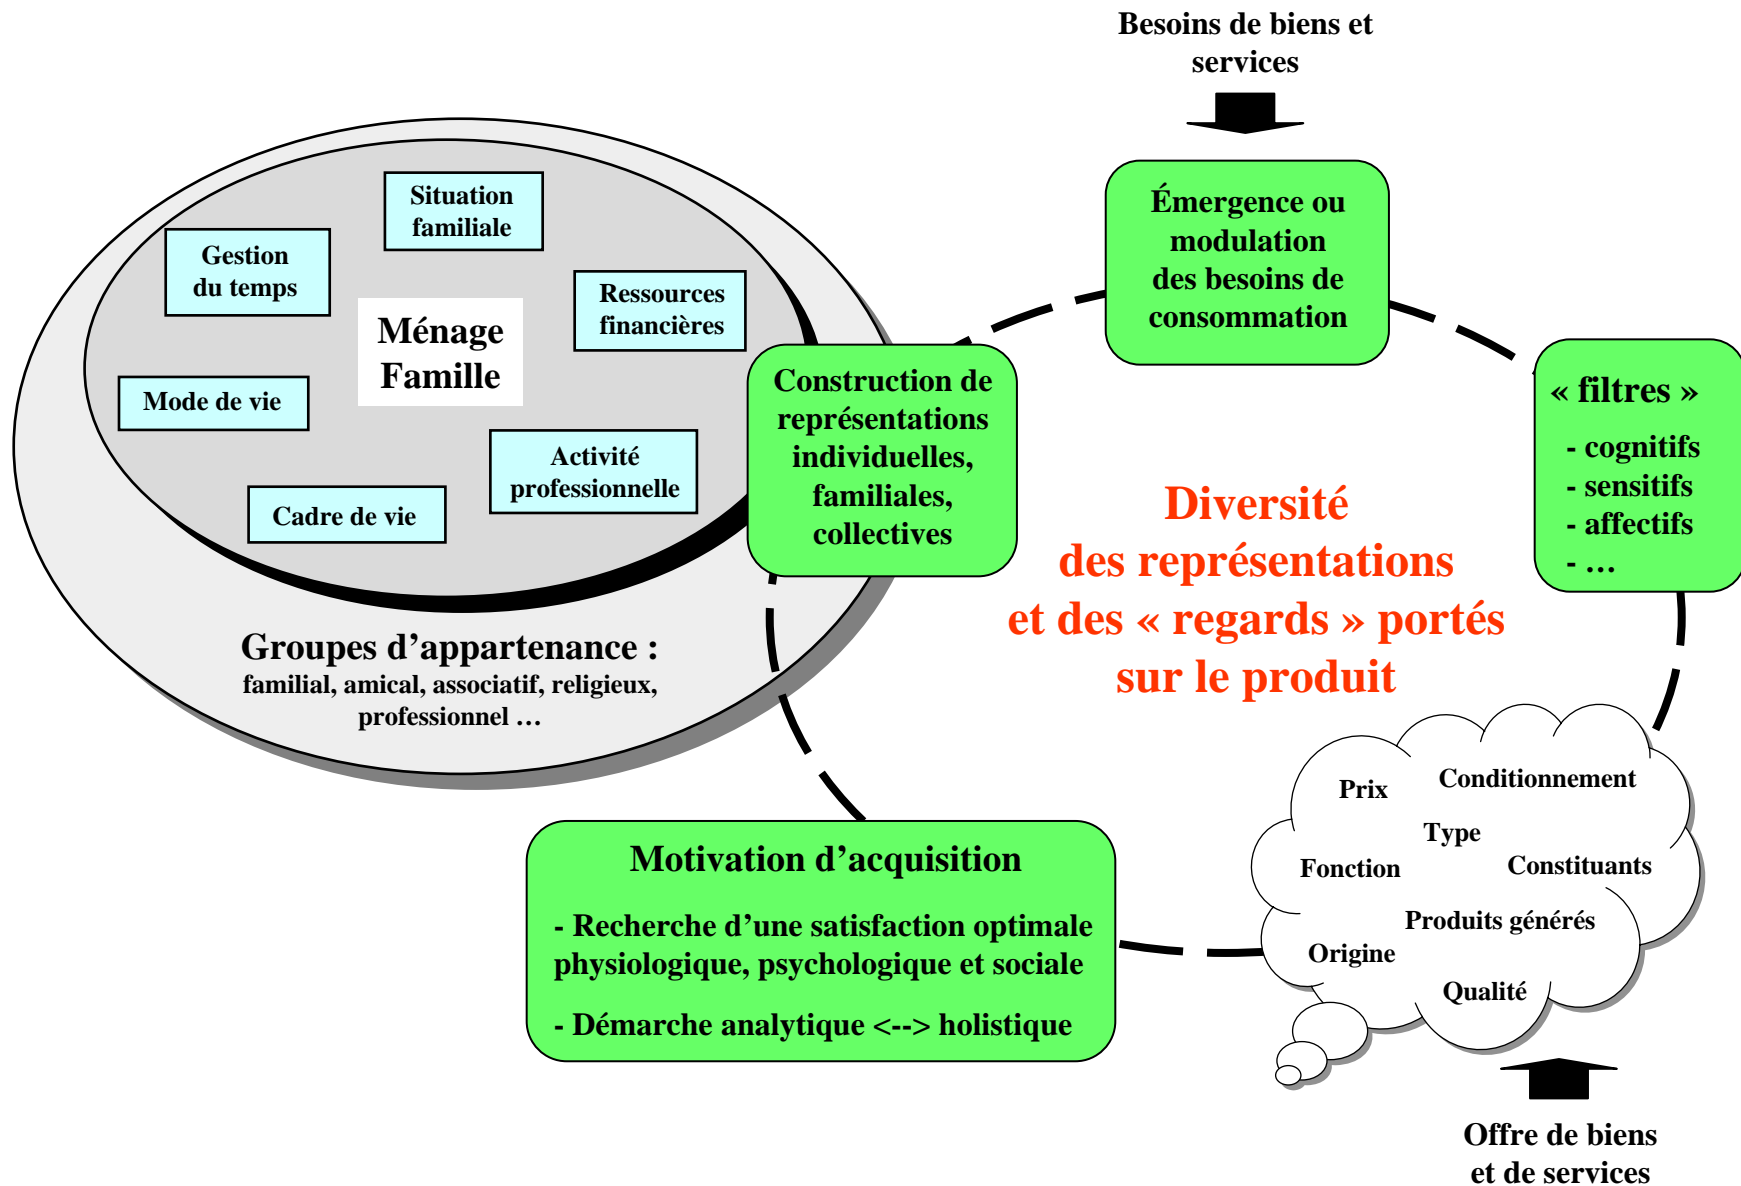 Besoins de biens et
services
Situation
familiale
Gestion
du temps
Ressources
financières
Ménage
Famille
Mode de vie
Activité
professionnelle
Cadre de vie
Groupes d’appartenance :
familial, amical, associatif, religieux,
professionnel …
Construction de
représentations
individuelles,
familiales,
collectives
Émergence ou
modulation
des besoins de
consommation
« filtres »
- cognitifs
- sensitifs
- affectifs
- …
Diversité
des représentations
et des « regards » portés
sur le produit
Prix
Conditionnement
Type
Fonction
Constituants
Produits générés
Origine
Qualité
Motivation d’acquisition
- Recherche d’une satisfaction optimale
physiologique, psychologique et sociale
- Démarche analytique <--> holistique
Offre de biens
et de services